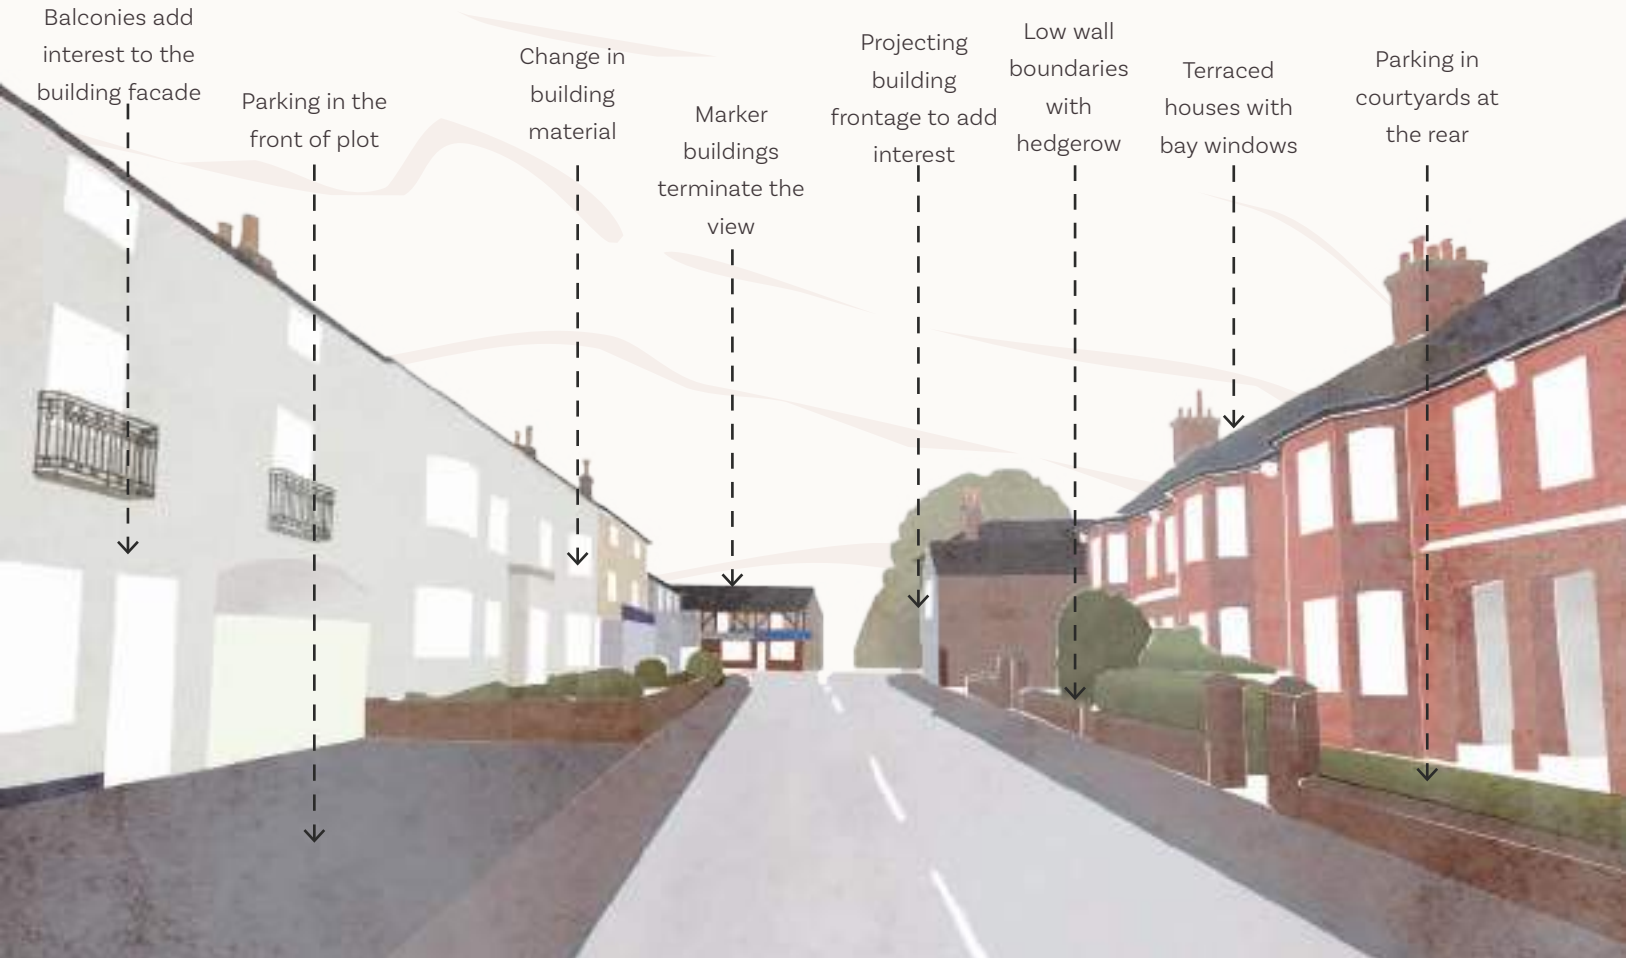 Balconies add
interest to the
building facade
Parking in the
front of plot
Change in
building
material
Marker
buildings
terminate the
view
Projecting
building
frontage to add
interest
Low wall
boundaries
with
hedgerow
Terraced
houses with
bay windows
Parking in
courtyards at
the rear